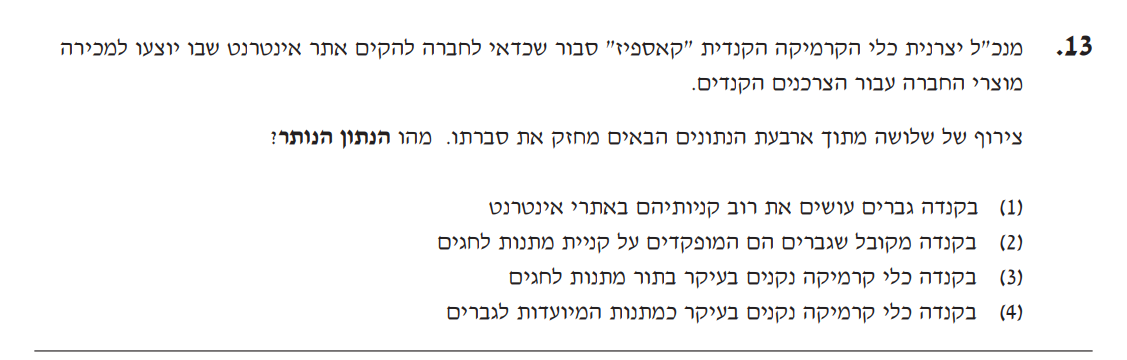 13. מנכ"ל יצרנית כלי הקרמיקה הקנדית "קאספיז" סבור שכדאי לחברה להקים אתר אינטרנט שבו יוצעו למכירה
מוצרי החברה עבור הצרכנים הקנדים.
צירוף של שלושה מתוך ארבעת הנתונים הבאים מחזק את סברתו. מהו הנתון הנותר?
(1) בקנדה גברים עושים את רוב קניותיהם באתרי אינטרנט
(2) בקנדה מקובל שגברים הם המופקדים על קניית מתנות לחגים
(3) בקנדה כלי קרמיקה נקנים בעיקר בתור מתנות לחגים
(4) בקנדה כלי קרמיקה נקנים בעיקר כמתנות המיועדות לגברים